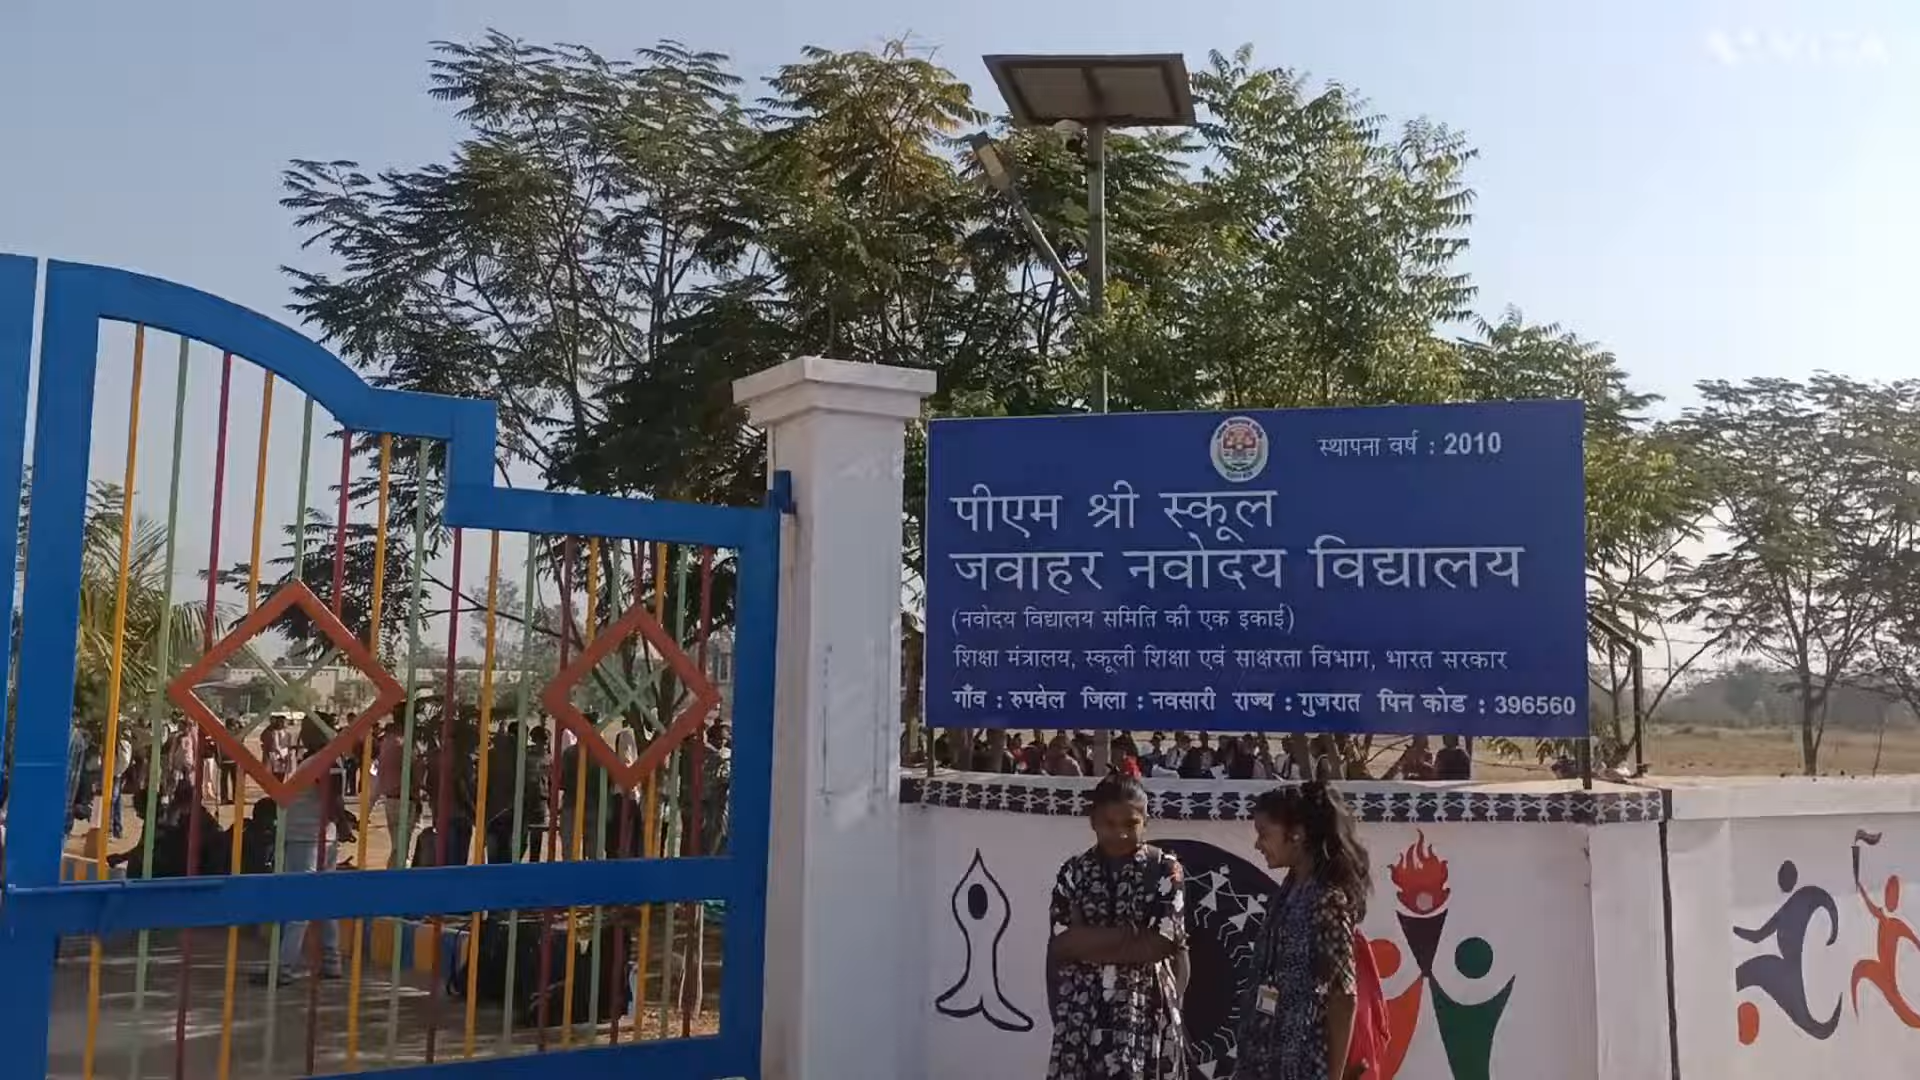 VITA
स्थापना वर्ष : 2010
पीएम श्री स्कूल
जवाहर नवोदय विद्यालय
(नवोदय विद्यालय समिति की एक इकाई)
शिक्षा मंत्रालय, स्कूली शिक्षा एवं साक्षरता विभाग, भारत सरकार
गाँव : रुपवेल जिला : नवसारी राज्य : गुजरात पिन कोड : 396560